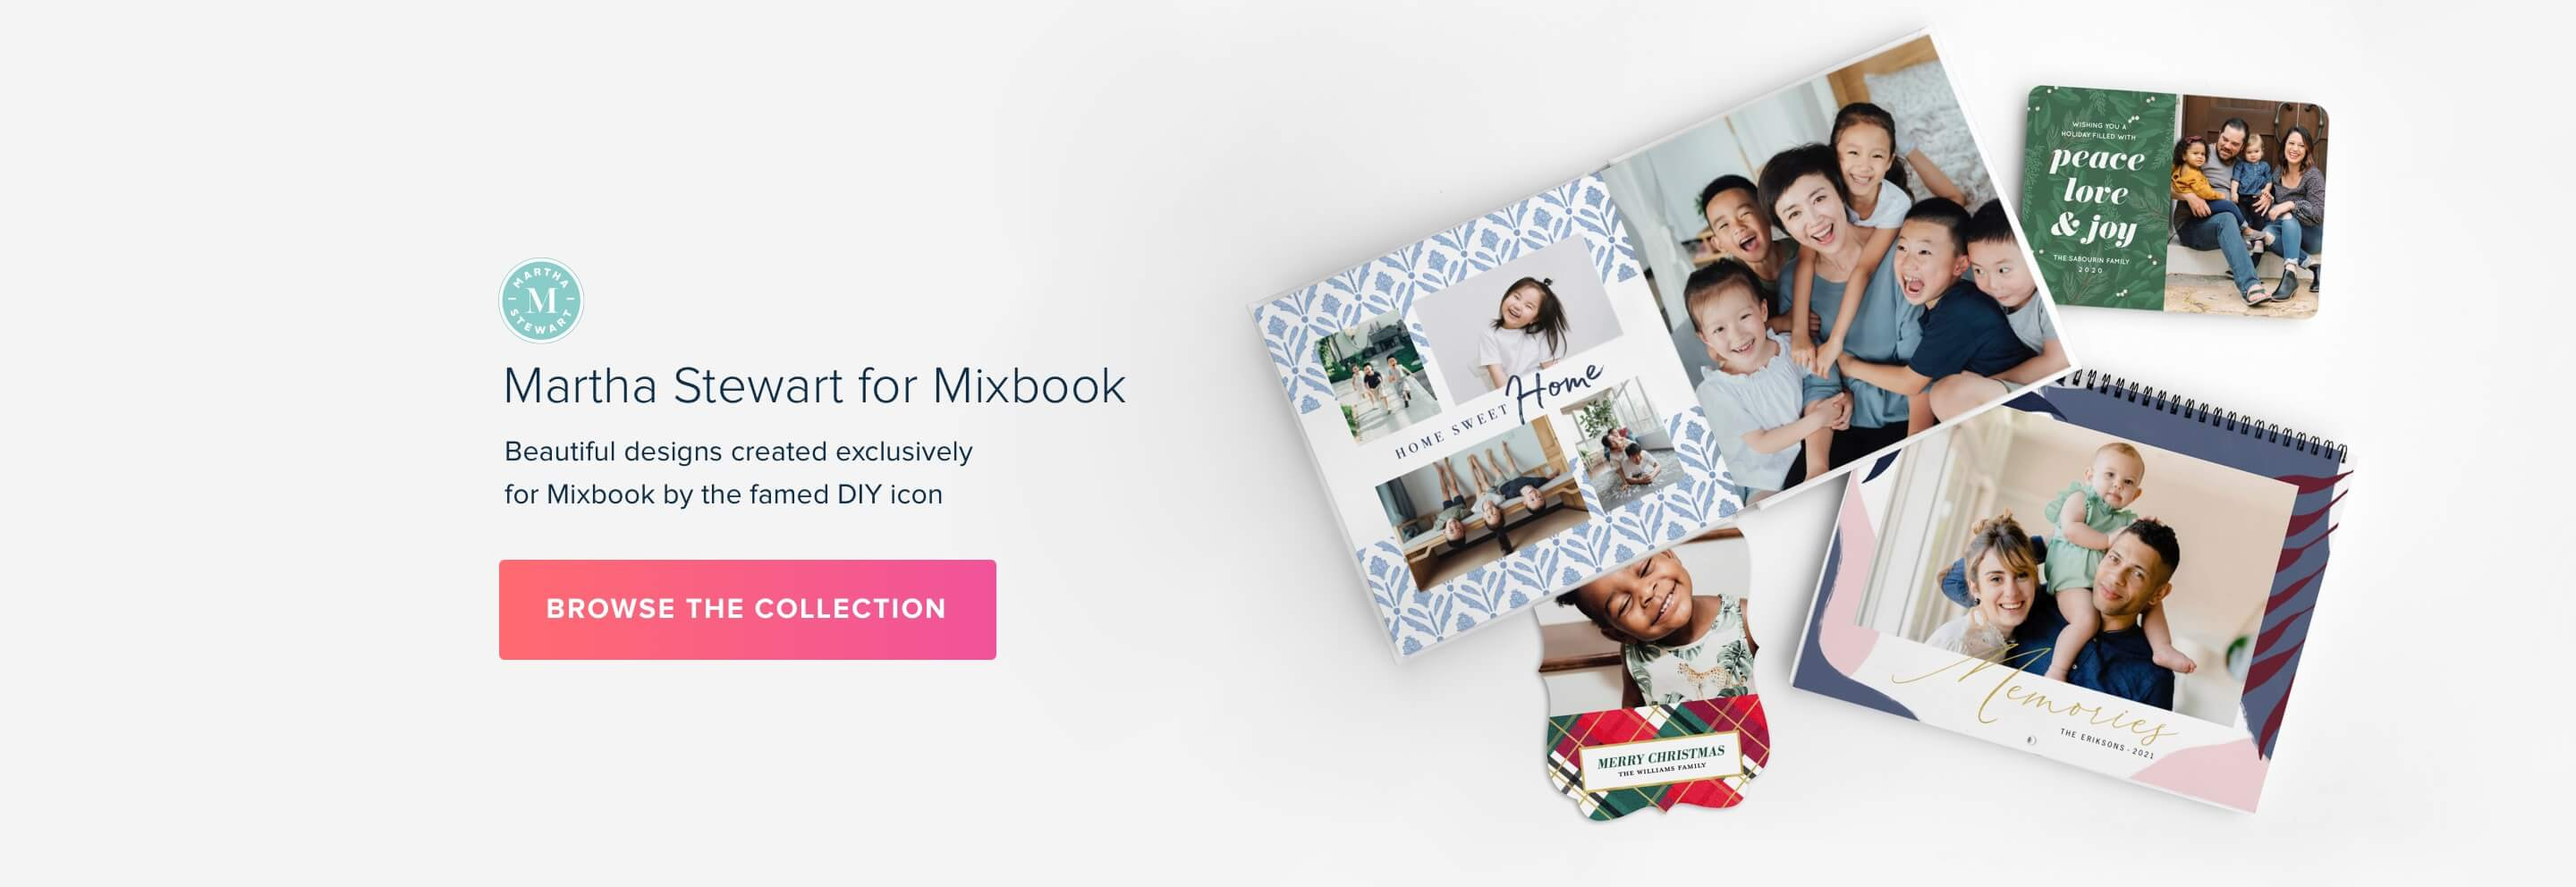 MARTHA
M
STEWART
Martha Stewart for Mixbook
Beautiful designs created exclusively
for Mixbook by the famed DIY icon
BROWSE THE COLLECTION
HOME SWEET Home
WISHING YOU A
HOLIDAY FILLED WITH
peace
love
& joy
THE SABOURIN FAMILY
2020
Memories
THE ERIKSONS - 2021
MERRY CHRISTMAS
THE WILLIAMS FAMILY